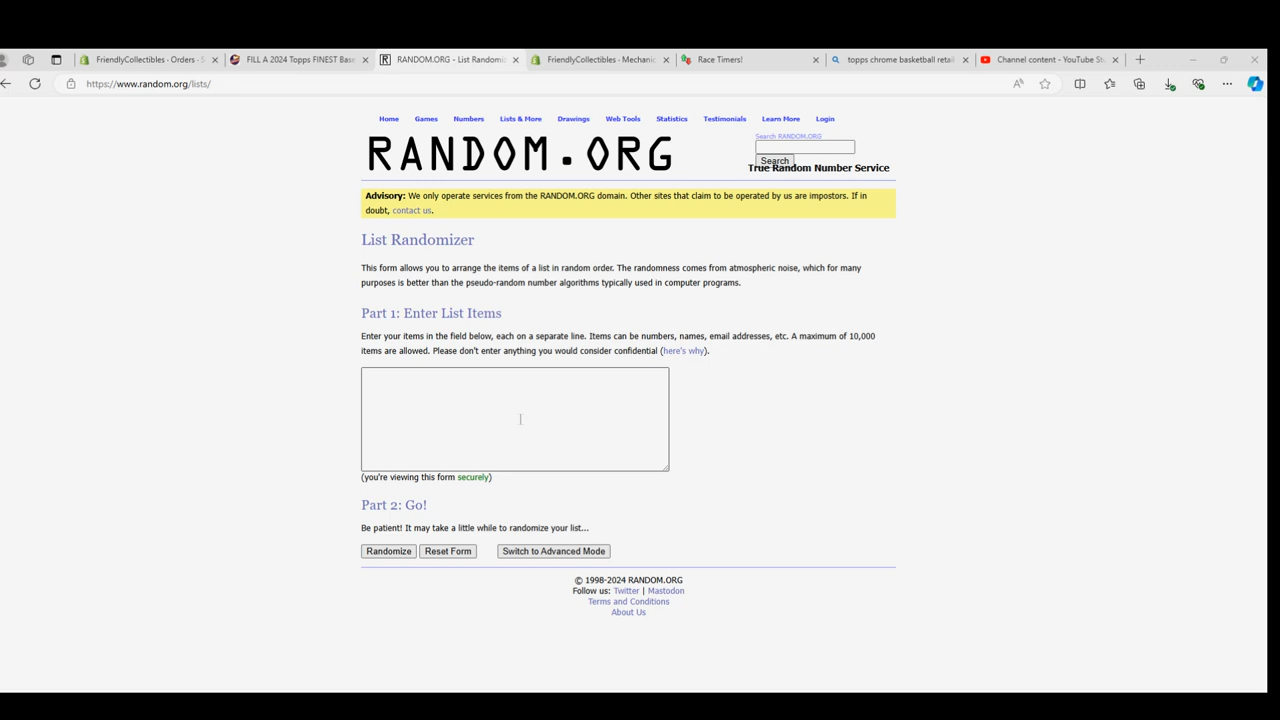 FriendlyCollectibles - Orders - S
FILL A 2024 Topps FINEST Base
RANDOM.ORG - List Randomiz
FriendlyCollectibles - Mechanic
Race Timers!
topps chrome basketball retai
Channel content - YouTube St
https://www.random.org/lists/
Home Games Numbers Lists & More Drawings Web Tools Statistics Testimonials Learn More Login
RANDOM.ORG
Search RANDOM.ORG
Search
True Random Number Service
Advisory: We only operate services from the RANDOM.ORG domain. Other sites that claim to be operated by us are impostors. If in
doubt, contact us.
List Randomizer
This form allows you to arrange the items of a list in random order. The randomness comes from atmospheric noise, which for many
purposes is better than the pseudo-random number algorithms typically used in computer programs.
Part 1: Enter List Items
Enter your items in the field below, each on a separate line. Items can be numbers, names, email addresses, etc. A maximum of 10,000
items are allowed. Please don't enter anything you would consider confidential (here's why).
(you're viewing this form securely)
Part 2: Go!
Be patient! It may take a little while to randomize your list...
Randomize Reset Form Switch to Advanced Mode
© 1998-2024 RANDOM.ORG
Follow us: Twitter | Mastodon
Terms and Conditions
About Us